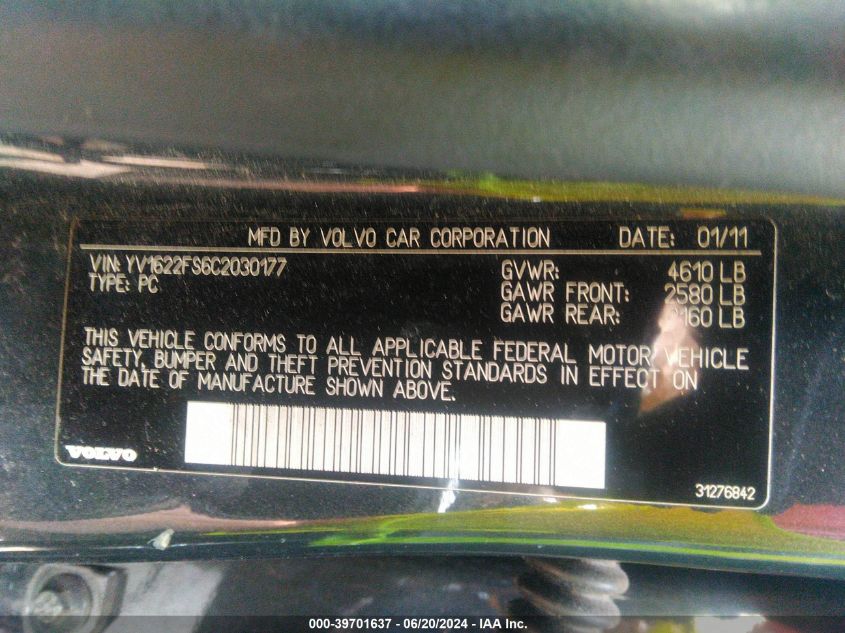 MFD BY VOLVO CAR CORPORATION DATE: 01/11
VIN: YV1622FS6C2030177
TYPE: PC
GVWR: 4610 LB
GAWR FRONT: 2580 LB
GAWR REAR: 160 LB
THIS VEHICLE CONFORMS TO ALL APPLICABLE FEDERAL MOTOR VEHICLE
SAFETY, BUMPER AND THEFT PREVENTION STANDARDS IN EFFECT ON
THE DATE OF MANUFACTURE SHOWN ABOVE.
VOLVO
31276842
000-39701637 - 06/20/2024 - IAA Inc.